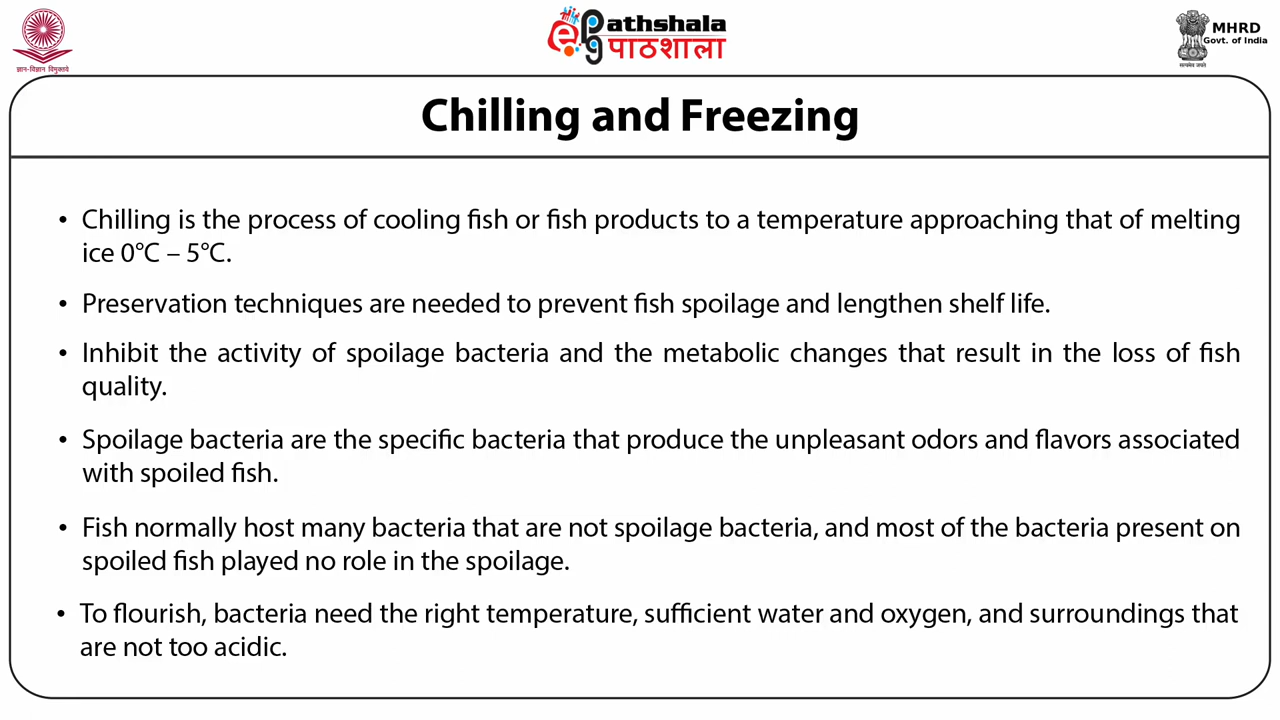 ज्ञान-विज्ञान विमुक्तये
ePathshala
पाठशाला
MHRD
Govt. of India
सत्यमेव जयते
Chilling and Freezing
• Chilling is the process of cooling fish or fish products to a temperature approaching that of melting
ice 0°C – 5°C.
• Preservation techniques are needed to prevent fish spoilage and lengthen shelf life.
• Inhibit the activity of spoilage bacteria and the metabolic changes that result in the loss of fish
quality.
• Spoilage bacteria are the specific bacteria that produce the unpleasant odors and flavors associated
with spoiled fish.
• Fish normally host many bacteria that are not spoilage bacteria, and most of the bacteria present on
spoiled fish played no role in the spoilage.
• To flourish, bacteria need the right temperature, sufficient water and oxygen, and surroundings that
are not too acidic.